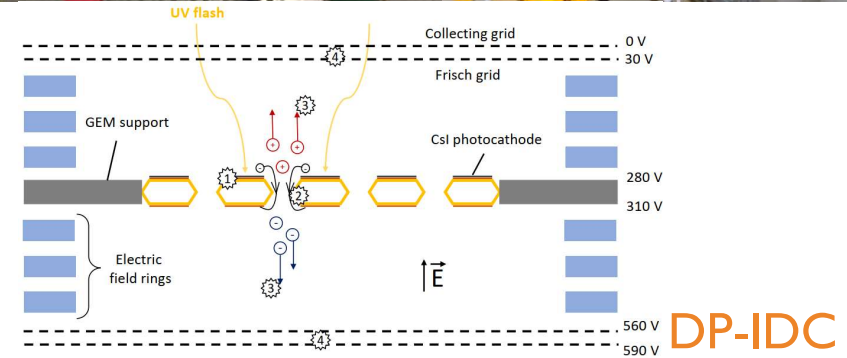 UV flash
Collecting grid
0 V
4
30 V
Frisch grid
3
GEM support
+
+
CsI photocathode
-
+
-
1
280 V
2
310 V
-
-
-
Electric
field rings
3
E
560 V
4
590 V
DP-IDC